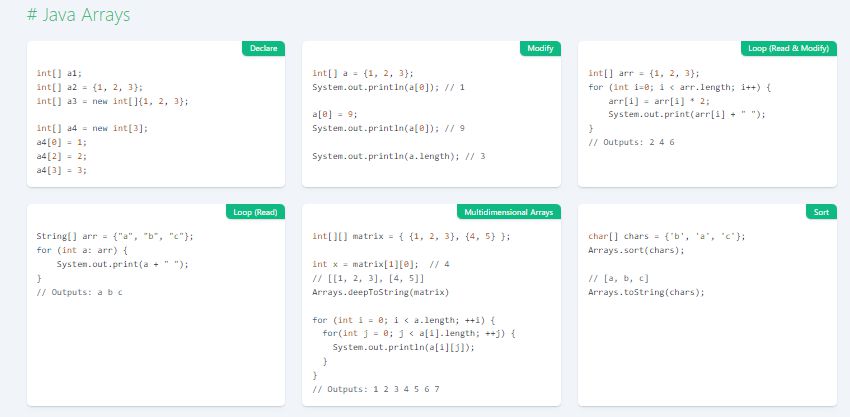 # Java Arrays
Declare
int[] a1;
int[] a2 = {1, 2, 3};
int[] a3 = new int[]{1, 2, 3};
int[] a4 = new int[3];
a4[0] = 1;
a4[2] = 2;
a4[3] = 3;
Modify
int[] a = {1, 2, 3};
System.out.println(a[0]); // 1
a[0] = 9;
System.out.println(a[0]); // 9
System.out.println(a.length); // 3
Loop (Read & Modify)
int[] arr = {1, 2, 3};
for (int i=0; i < arr.length; i++) {
    arr[i] = arr[i] * 2;
    System.out.print(arr[i] + " ");
}
// Outputs: 2 4 6
Loop (Read)
String[] arr = {"a", "b", "c"};
for (int a: arr) {
    System.out.print(a + " ");
}
// Outputs: a b c
Multidimensional Arrays
int[][] matrix = { {1, 2, 3}, {4, 5} };
int x = matrix[1][0];  // 4
// [[1, 2, 3], [4, 5]]
Arrays.deepToString(matrix)
for (int i = 0; i < a.length; ++i) {
  for(int j = 0; j < a[i].length; ++j) {
    System.out.println(a[i][j]);
  }
}
// Outputs: 1 2 3 4 5 6 7
Sort
char[] chars = {'b', 'a', 'c'};
Arrays.sort(chars);
// [a, b, c]
Arrays.toString(chars);